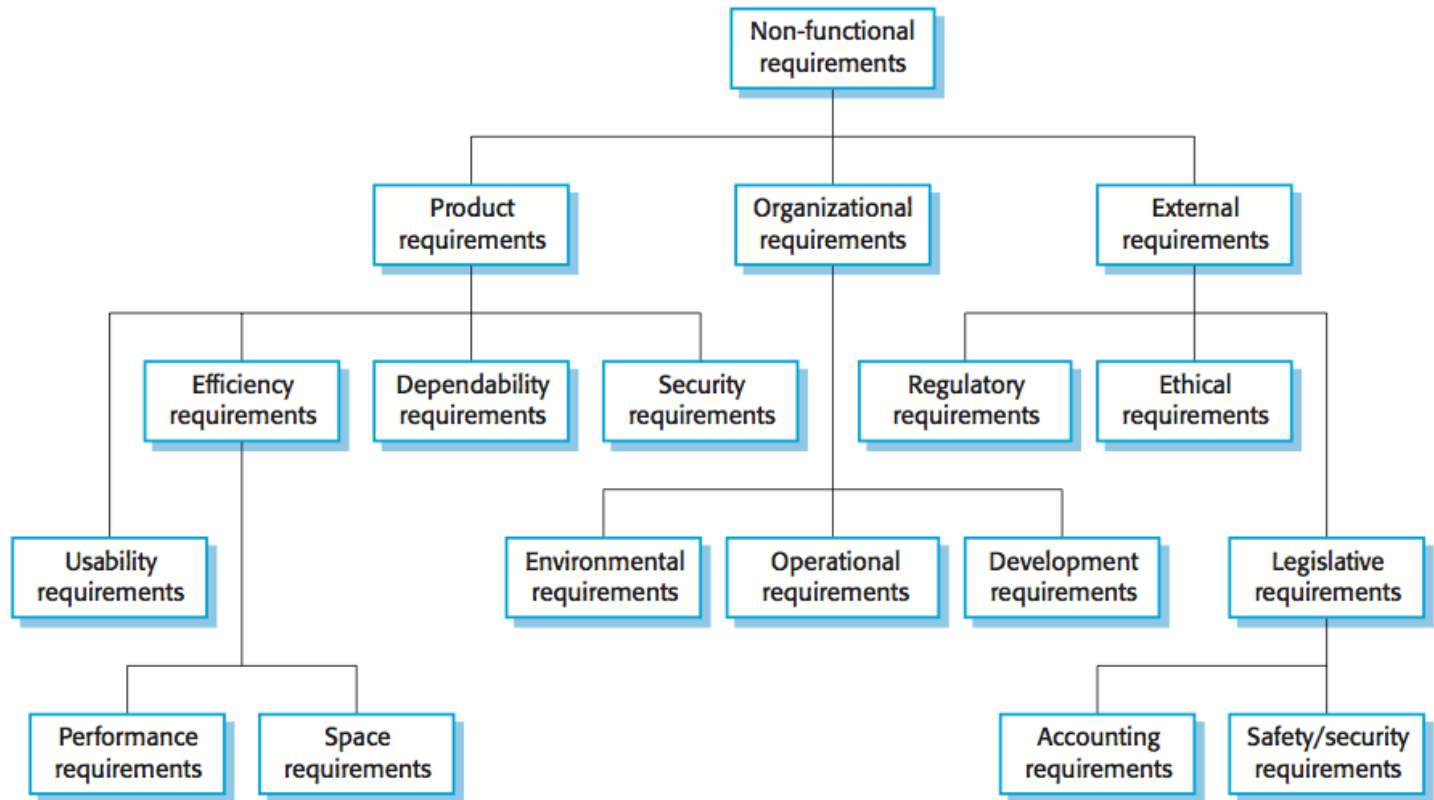 Non-functional
requirements
Product
requirements
Organizational
requirements
External
requirements
Efficiency
requirements
Dependability
requirements
Security
requirements
Regulatory
requirements
Ethical
requirements
Usability
requirements
Environmental
requirements
Operational
requirements
Development
requirements
Legislative
requirements
Performance
requirements
Space
requirements
Accounting
requirements
Safety/security
requirements